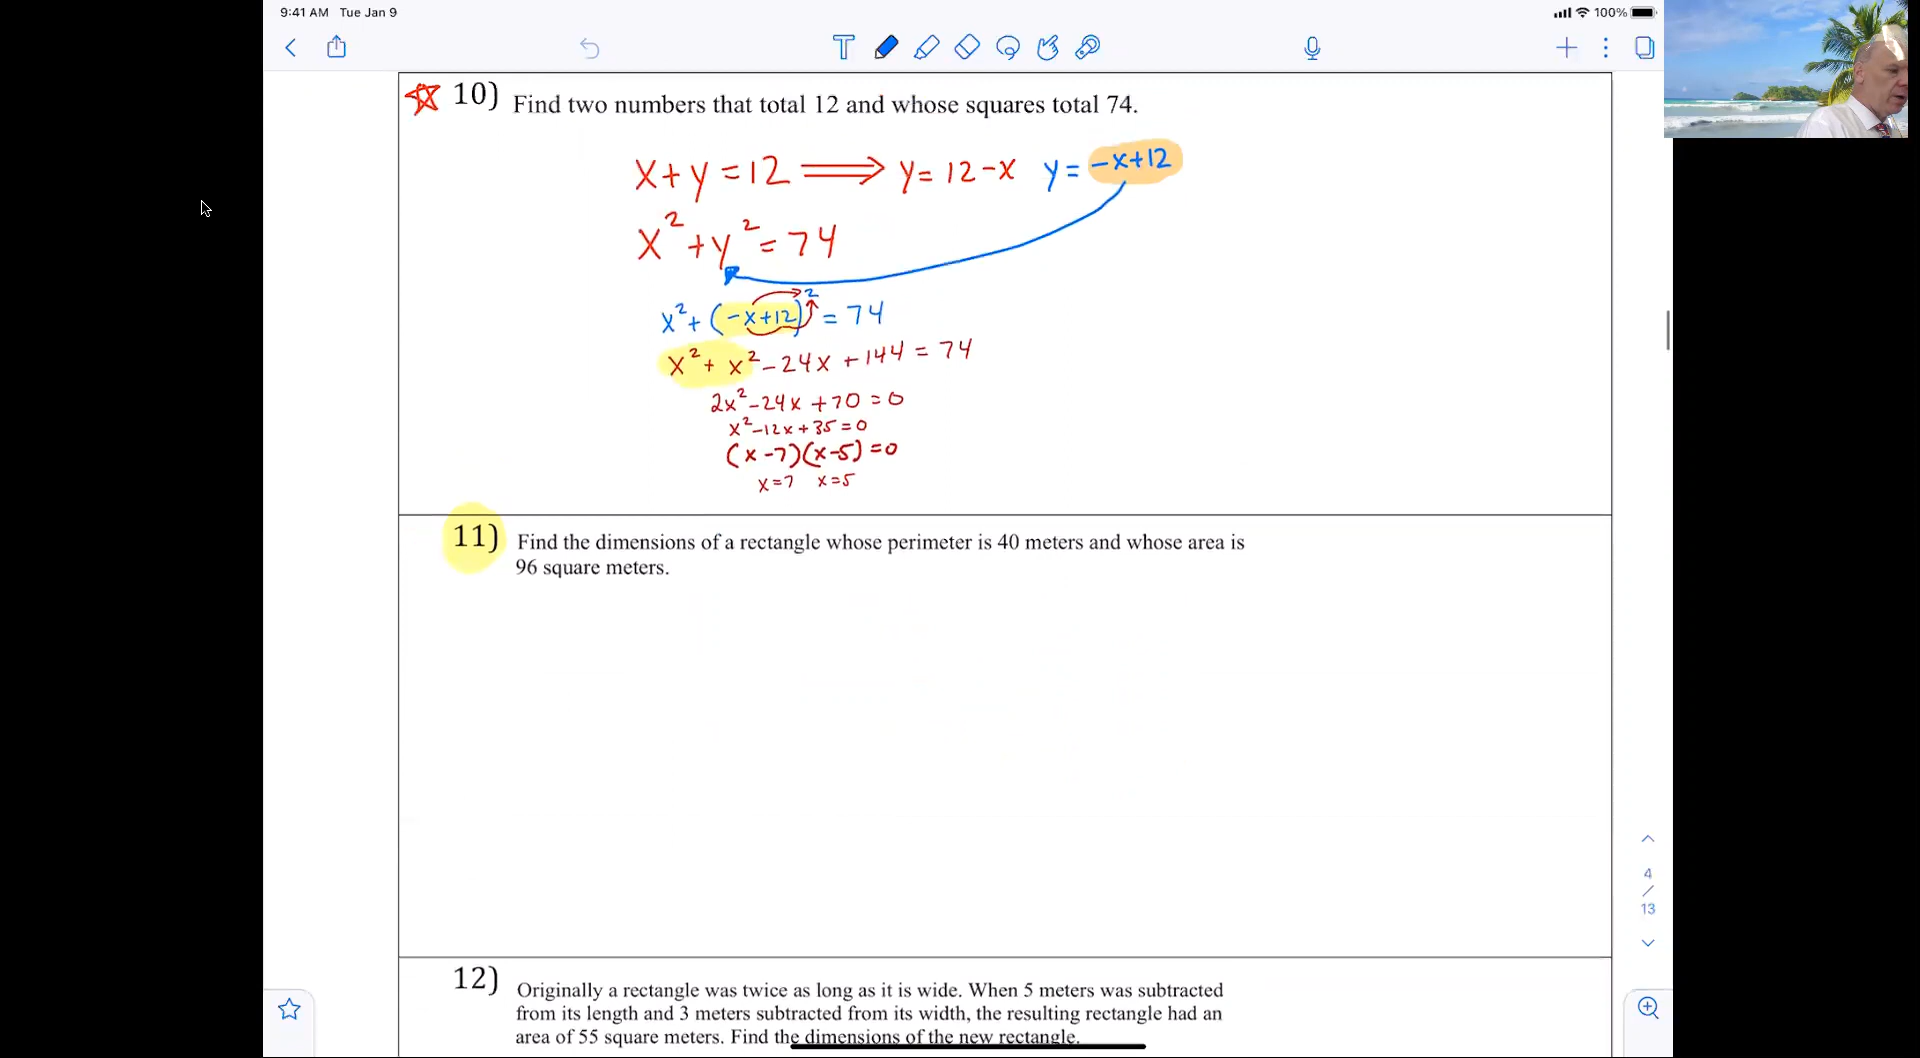 9:41 AM Tue Jan 9
100%
10) Find two numbers that total 12 and whose squares total 74.
x+y=12 ⟹ y=12-x y=-x+12
x²+y²=74
x²+(-x+12)²=74
x²+x²-24x+144=74
2x²-24x+70=0
x²-12x+35=0
(x-7)(x-5)=0
x=7 x=5
11) Find the dimensions of a rectangle whose perimeter is 40 meters and whose area is
96 square meters.
4
/
13
12) Originally a rectangle was twice as long as it is wide. When 5 meters was subtracted
from its length and 3 meters subtracted from its width, the resulting rectangle had an
area of 55 square meters. Find the dimensions of the new rectangle.